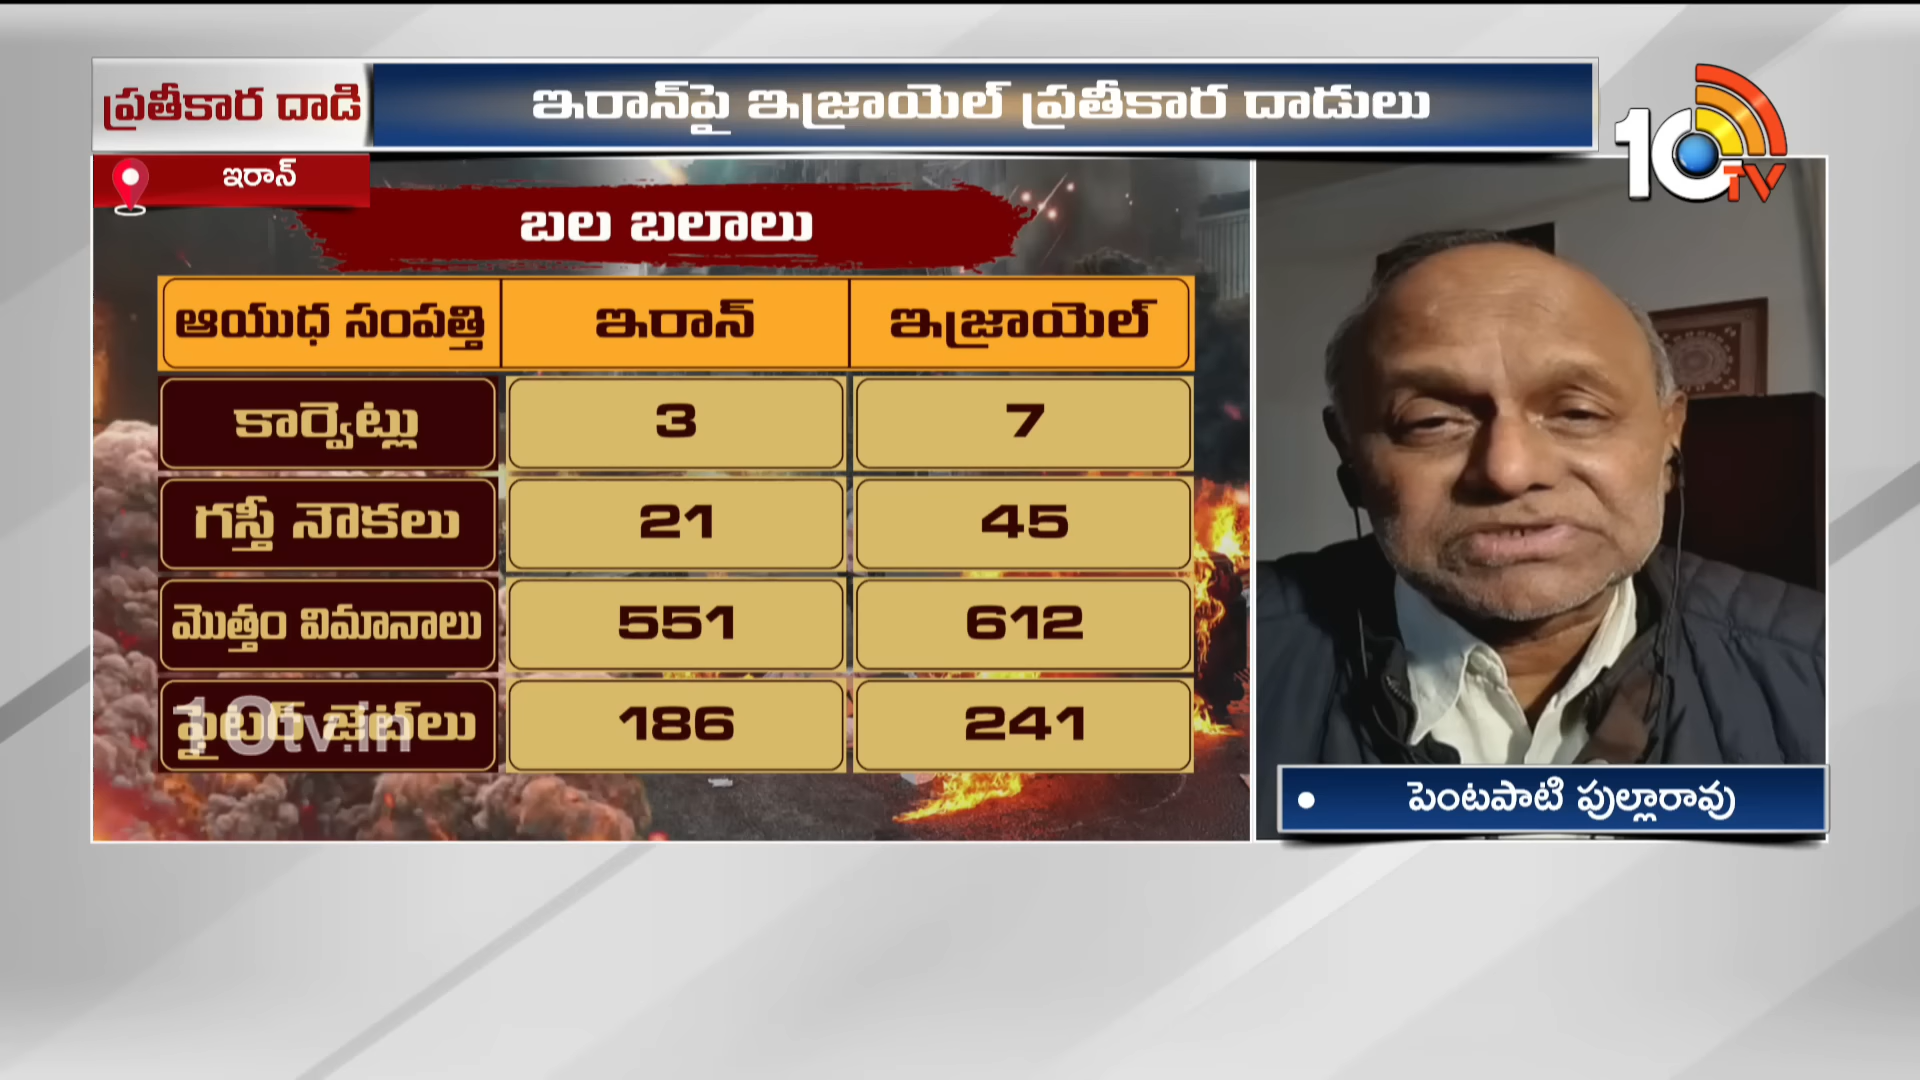 ప్రతీకార దాడి
ఇరాన్‌పై ఇజ్రాయెల్ ప్రతీకార దాడులు
10TV
ఇరాన్
బల బలాలు
ఆయుధ సంపత్తి ఇరాన్ ఇజ్రాయెల్
కార్వెట్లు 3 7
గస్తీ నౌకలు 21 45
మొత్తం విమానాలు 551 612
ఫైటర్ జెట్‌లు 186 241
10tv.in
పెంటపాటి పుల్లారావు